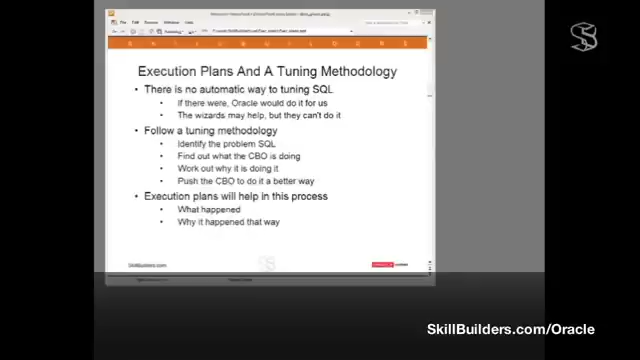 S K I L L B U I L D E R S
Execution Plans And A Tuning Methodology
• There is no automatic way to tuning SQL
• If there were, Oracle would do it for us
• The wizards may help, but they can't do it
• Follow a tuning methodology
• Identify the problem SQL
• Find out what the CBO is doing
• Work out why it is doing it
• Push the CBO to do it a better way
• Execution plans will help in this process
• What happened
• Why it happened that way
SkillBuilders.com
SkillBuilders.com/Oracle